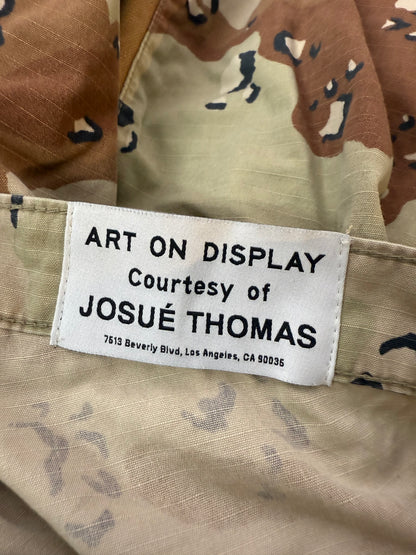 ART ON DISPLAY
Courtesy of
JOSUÉ THOMAS
7513 Beverly Blvd, Los Angeles, CA 90036